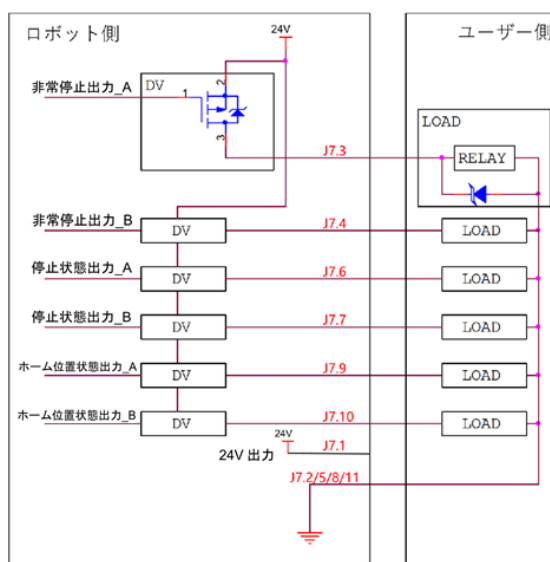 ロボット側
ユーザー側
24V
DV
非常停止出力_A
1
2
3
J7.3
LOAD
RELAY
非常停止出力_B
DV
J7.4
LOAD
停止状態出力_A
DV
J7.6
LOAD
停止状態出力_B
DV
J7.7
LOAD
ホーム位置状態出力_A
DV
J7.9
LOAD
ホーム位置状態出力_B
DV
J7.10
LOAD
24V
24V 出力
J7.1
J7.2/5/8/11